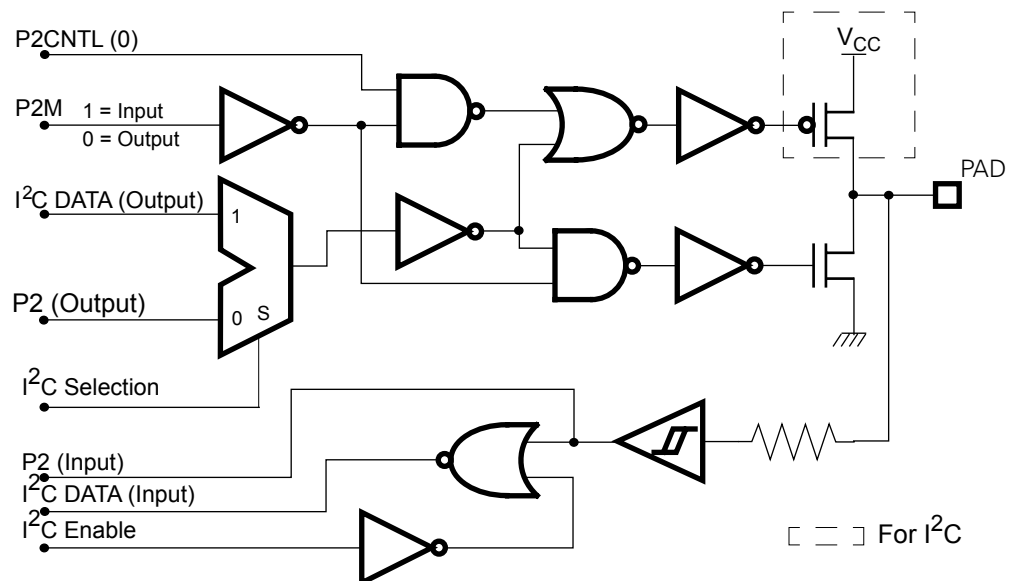 P2CNTL (0)
VCC
P2M
1 = Input
0 = Output
PAD
I²C DATA (Output)
1
P2 (Output)
0
S
I²C Selection
P2 (Input)
I²C DATA (Input)
I²C Enable
For I²C